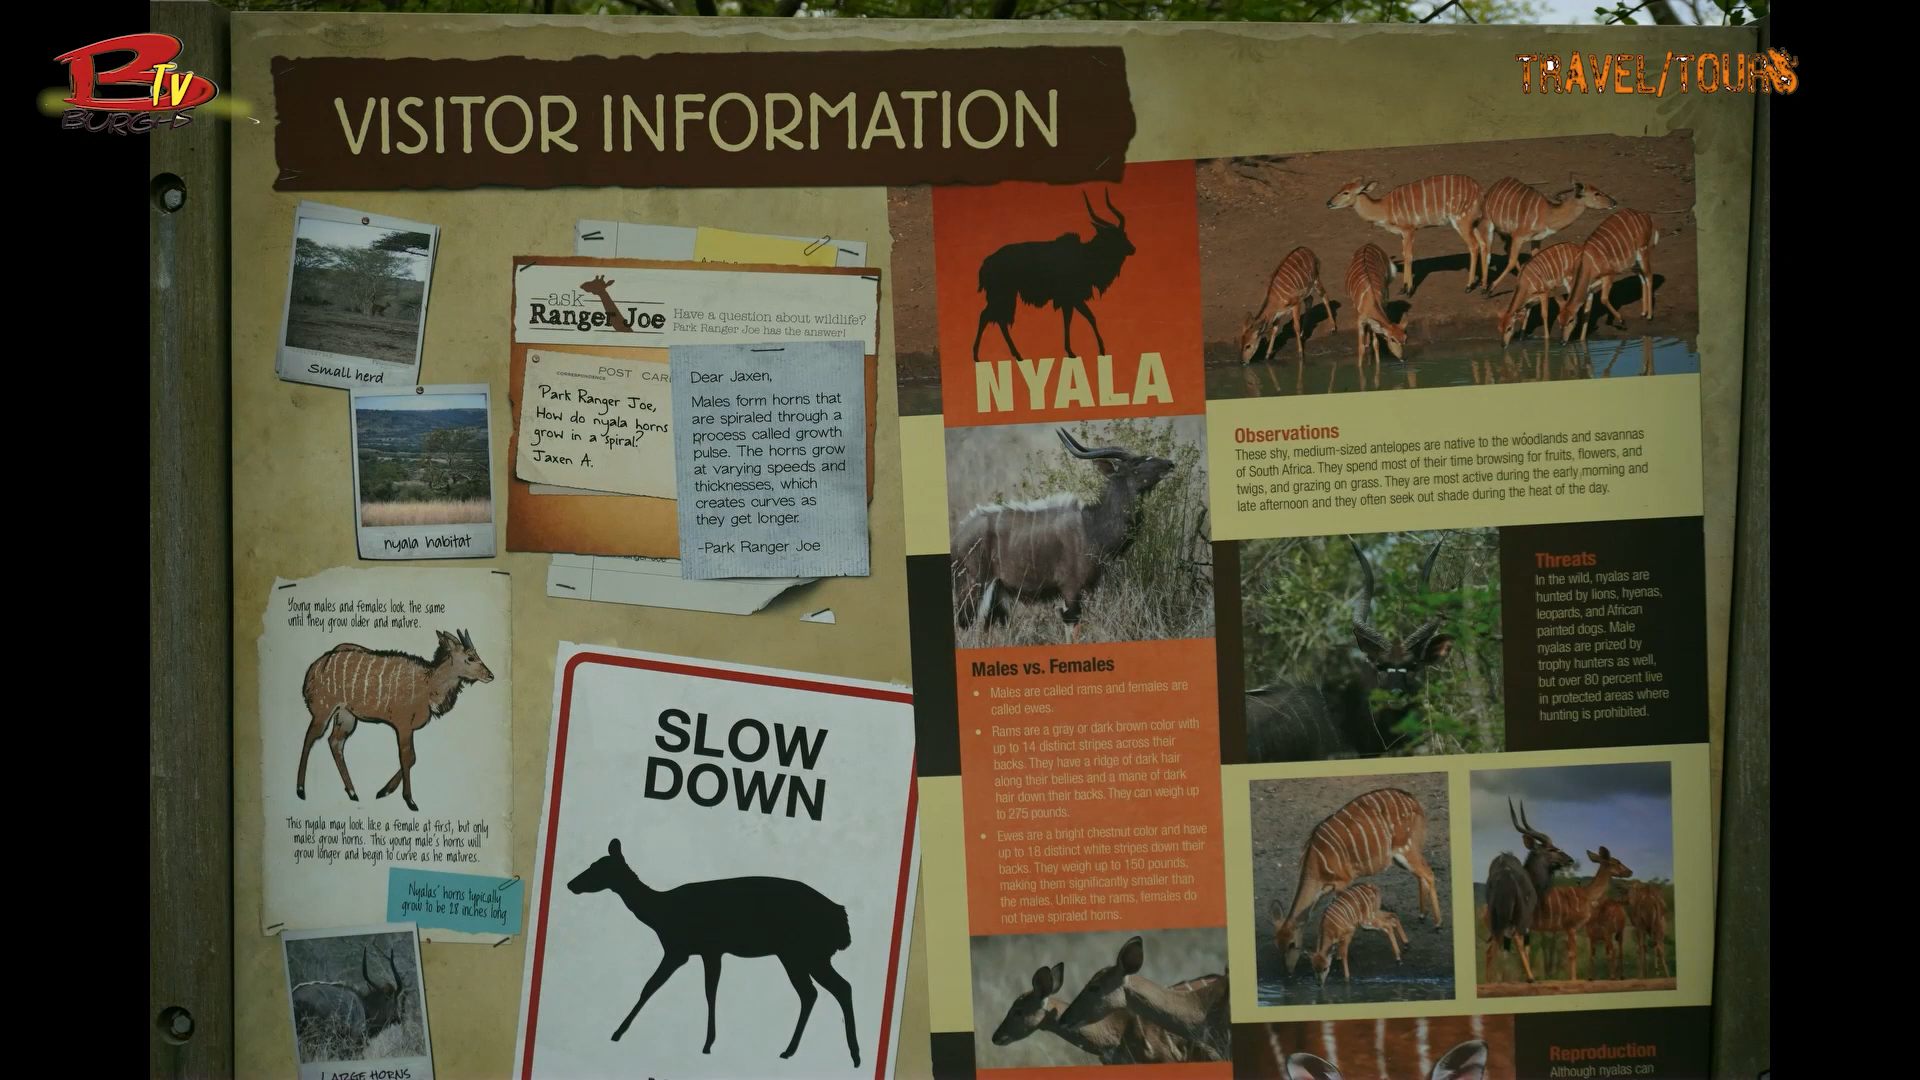 B TV
BURGH
TRAVEL/TOURS
VISITOR INFORMATION
Small herd
nyala habitat
ask
Ranger Joe
Have a question about wildlife?
Park Ranger Joe has the answer!
CORRESPONDENCE
POST CAR
Park Ranger Joe,
How do nyala horns
grow in a spiral?
Jaxen A.
Dear Jaxen,
Males form horns that
are spiraled through a
process called growth
pulse. The horns grow
at varying speeds and
thicknesses, which
creates curves as
they get longer.
-Park Ranger Joe
Young males and females look the same
until they grow older and mature.
This nyala may look like a female at first, but only
males grow horns. This young male's horns will
grow longer and begin to curve as he matures.
Nyalas' horns typically
grow to be 28 inches long
LARGE HORNS
SLOW
DOWN
NYALA
Males vs. Females
• Males are called rams and females are
called ewes.
• Rams are a gray or dark brown color with
up to 14 distinct stripes across their
backs. They have a ridge of dark hair
along their bellies and a mane of dark
hair down their backs. They can weigh up
to 275 pounds.
• Ewes are a bright chestnut color and have
up to 18 distinct white stripes down their
backs. They weigh up to 150 pounds,
making them significantly smaller than
the males. Unlike the rams, females do
not have spiraled horns.
Observations
These shy, medium-sized antelopes are native to the woodlands and savannas
of South Africa. They spend most of their time browsing for fruits, flowers, and
twigs, and grazing on grass. They are most active during the early morning and
late afternoon and they often seek out shade during the heat of the day.
Threats
In the wild, nyalas are
hunted by lions, hyenas,
leopards, and African
painted dogs. Male
nyalas are prized by
trophy hunters as well,
but over 80 percent live
in protected areas where
hunting is prohibited.
Reproduction
Although nyalas can